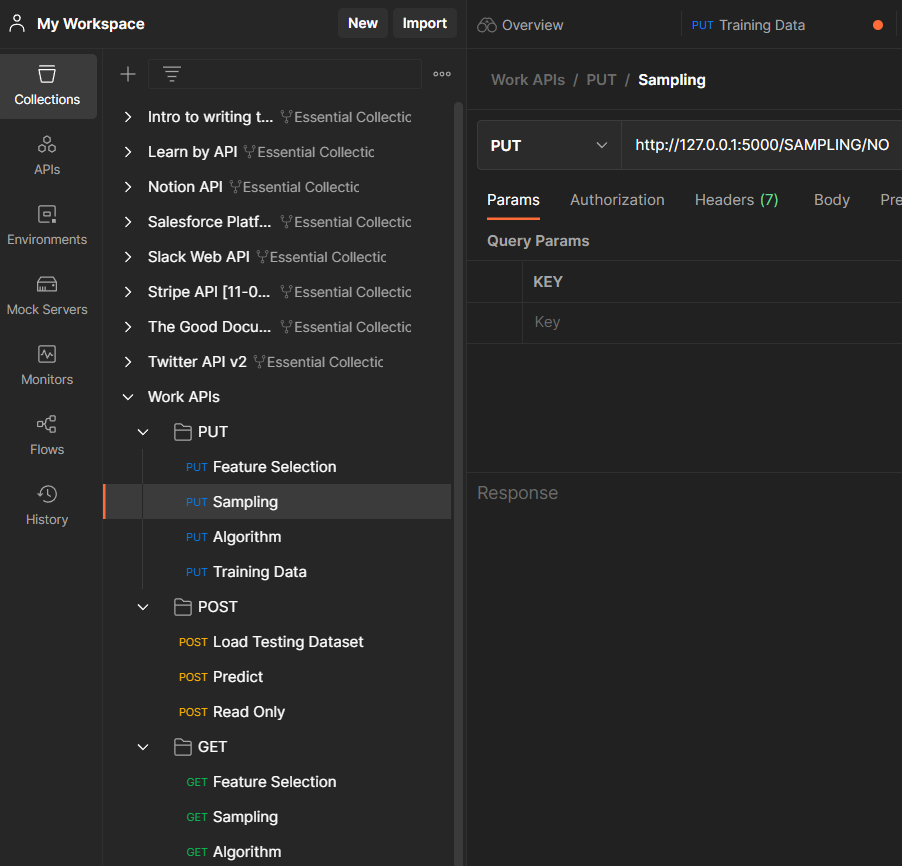 My Workspace
New
Import
Collections
APIs
Environments
Mock Servers
Monitors
Flows
History
Intro to writing t... Essential Collectic
Learn by API Essential Collectic
Notion API Essential Collectic
Salesforce Platf... Essential Collectic
Slack Web API Essential Collectic
Stripe API [11-0... Essential Collectic
The Good Docu... Essential Collectic
Twitter API v2 Essential Collectic
Work APIs
PUT
PUT Feature Selection
PUT Sampling
PUT Algorithm
PUT Training Data
POST
POST Load Testing Dataset
POST Predict
POST Read Only
GET
GET Feature Selection
GET Sampling
GET Algorithm
Overview
PUT Training Data
Work APIs / PUT / Sampling
PUT
http://127.0.0.1:5000/SAMPLING/NO
Params Authorization Headers (7) Body Pre
Query Params
KEY
Key
Response